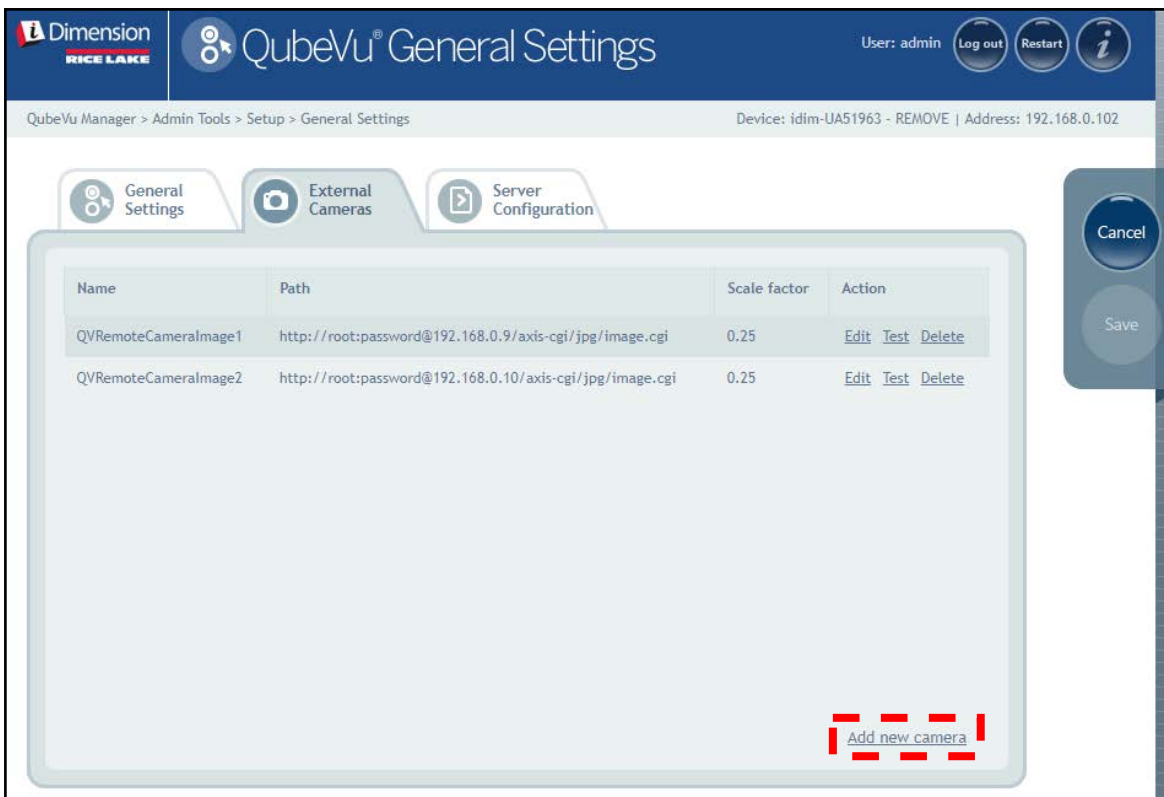 iDimension
RICE LAKE
QubeVu® General Settings
User: admin
Log out
Restart
i
QubeVu Manager > Admin Tools > Setup > General Settings
Device: idim-UA51963 - REMOVE | Address: 192.168.0.102
General
Settings
External
Cameras
Server
Configuration
Cancel
Save
Name Path Scale factor Action
QVRemoteCameraImage1 http://root:password@192.168.0.9/axis-cgi/jpg/image.cgi 0.25 Edit Test Delete
QVRemoteCameraImage2 http://root:password@192.168.0.10/axis-cgi/jpg/image.cgi 0.25 Edit Test Delete
Add new camera